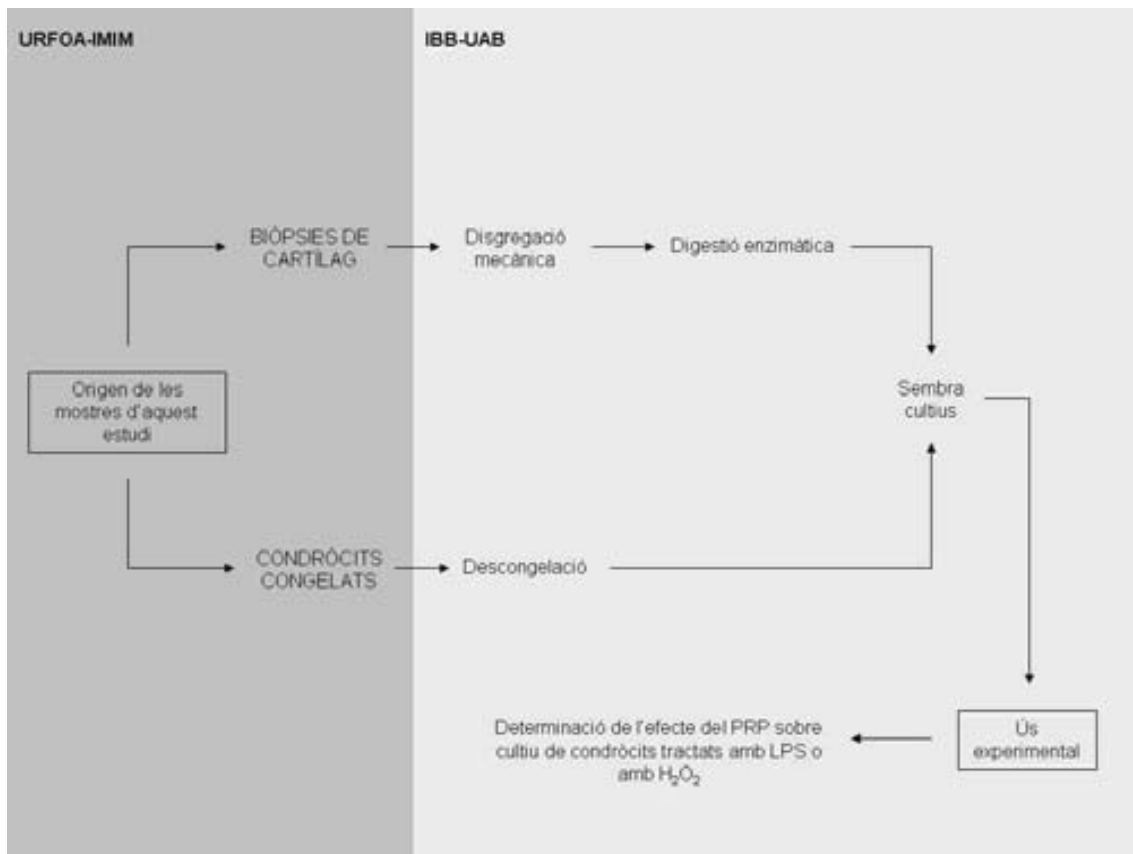 URFOA-IMIM
IBB-UAB
BIÒPSIES DE
CARTÍLAG
Disgregació
mecànica
Digestió enzimàtica
Origen de les
mostres d'aquest
estudi
Sembra
cultius
CONDRÒCITS
CONGELATS
Descongelació
Determinació de l'efecte del PRP sobre
cultiu de condròcits tractats amb LPS o
amb H₂O₂
Ús
experimental